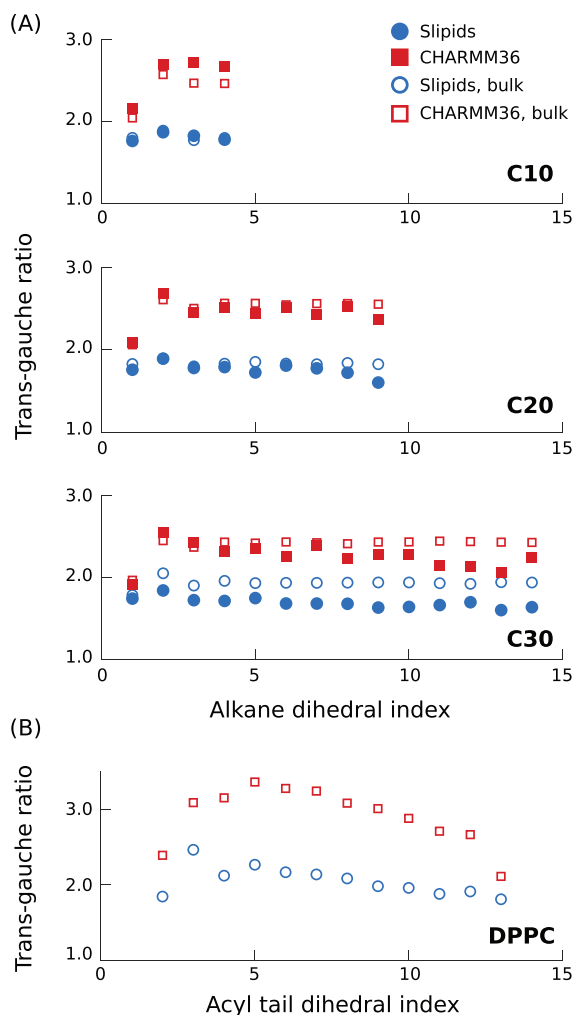 (A)
Slipids
CHARMM36
Slipids, bulk
CHARMM36, bulk
3.0
2.0
1.0
0
5
10
15
C10
3.0
2.0
1.0
0
5
10
15
C20
3.0
2.0
1.0
0
5
10
15
C30
Trans-gauche ratio
Alkane dihedral index
(B)
3.0
2.0
1.0
0
5
10
15
DPPC
Trans-gauche ratio
Acyl tail dihedral index